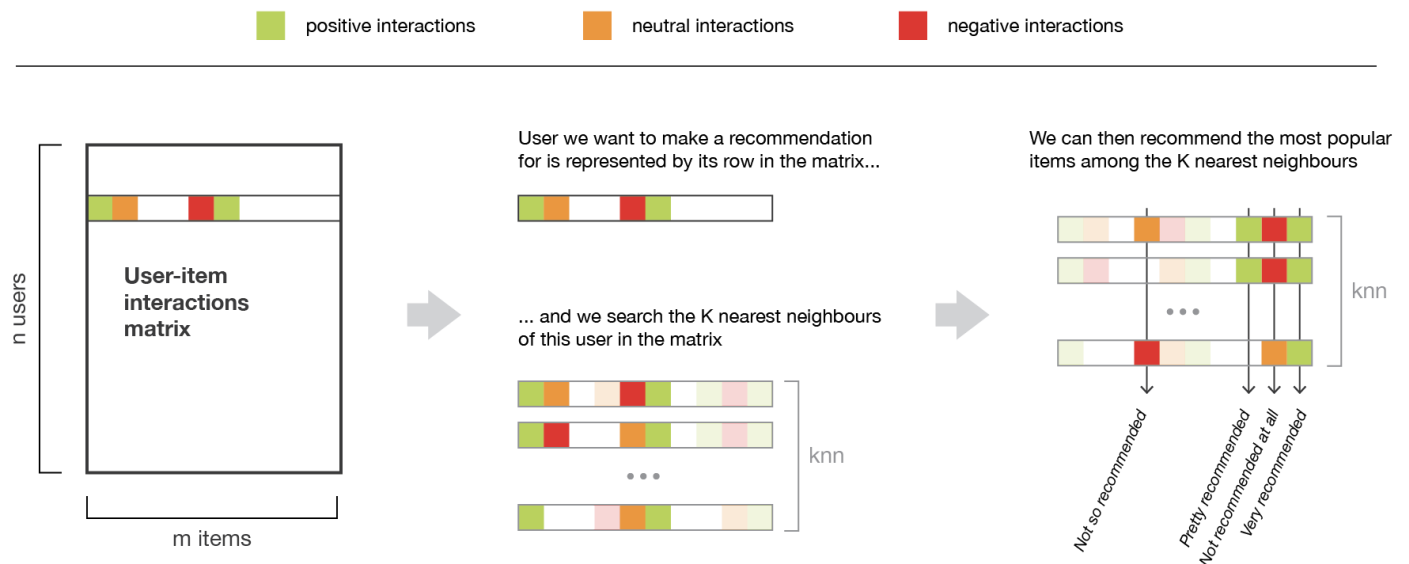 positive interactions
neutral interactions
negative interactions
n users
User-item
interactions
matrix
m items
User we want to make a recommendation
for is represented by its row in the matrix...
... and we search the K nearest neighbours
of this user in the matrix
knn
We can then recommend the most popular
items among the K nearest neighbours
knn
Not so recommended
Pretty recommended
Not recommended at all
Very recommended